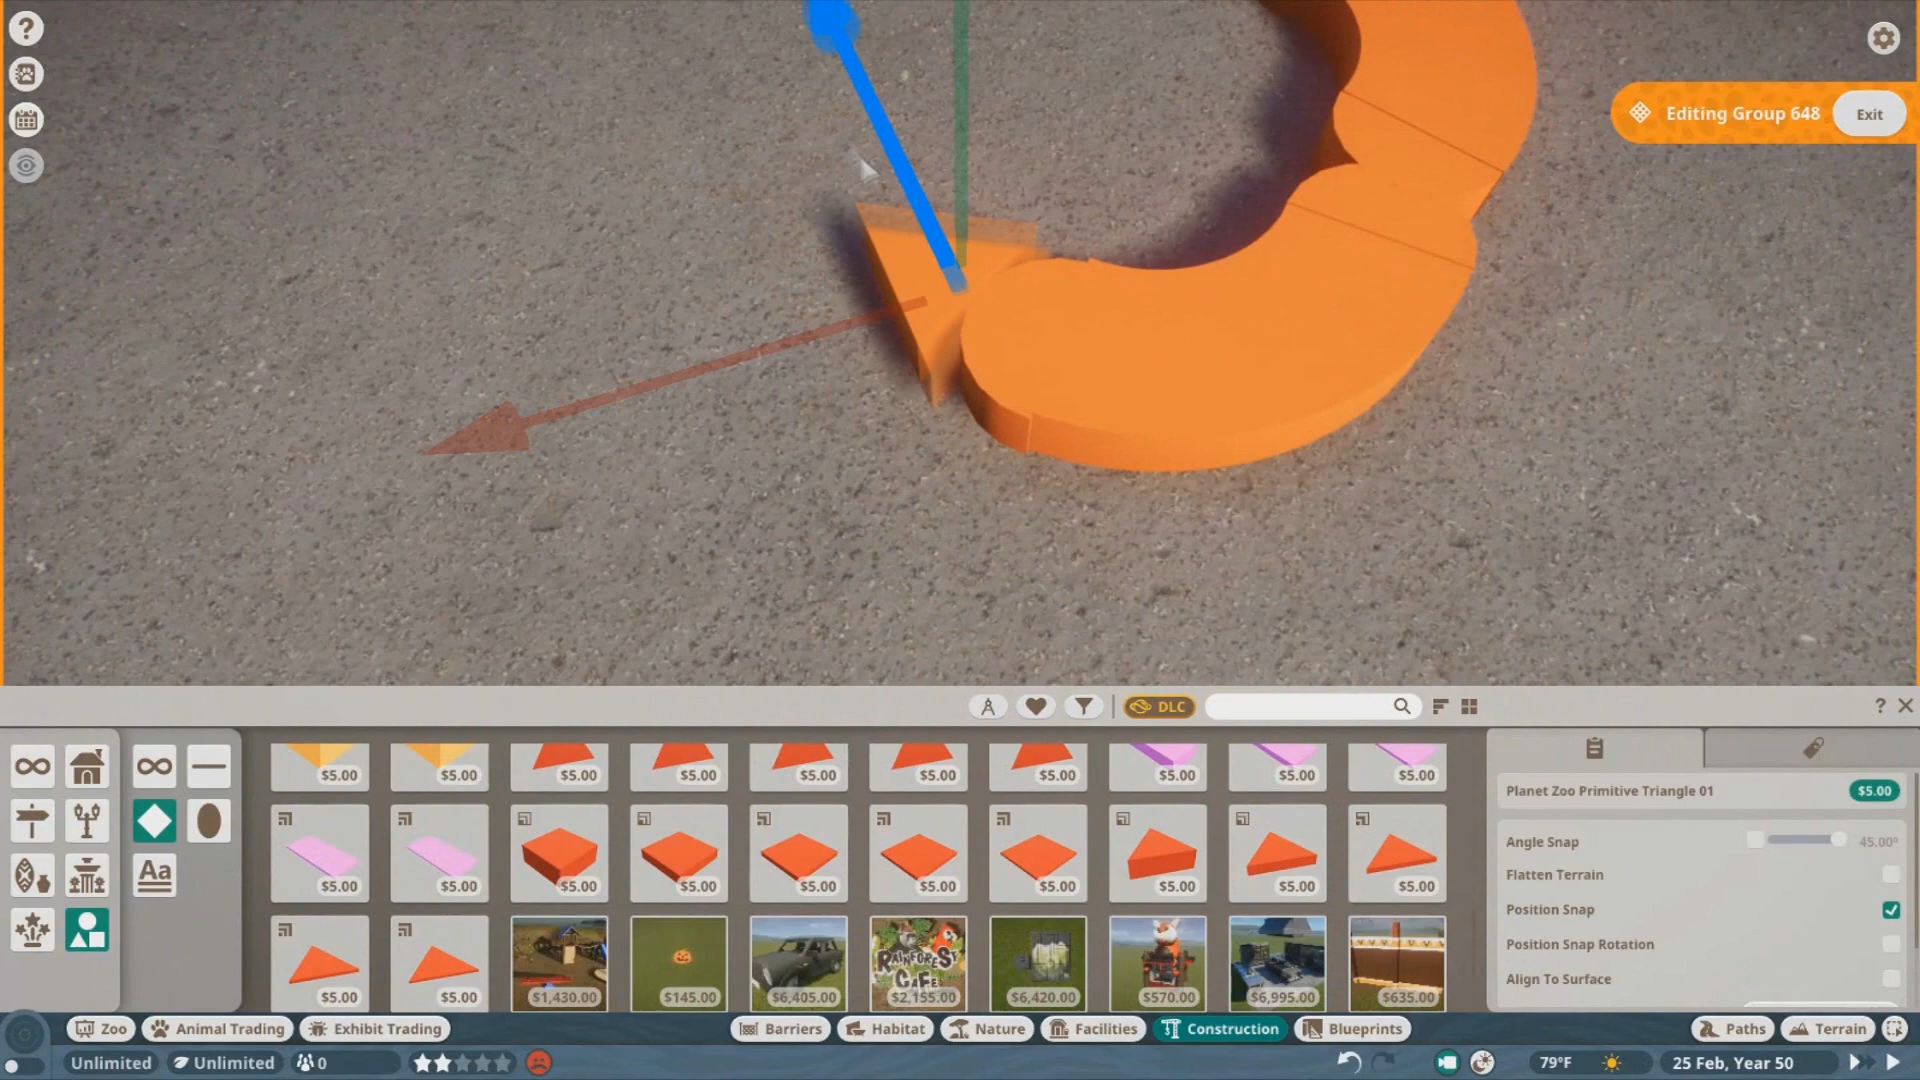 ?
Editing Group 648 Exit
DLC
? ×
$5.00 $5.00 $5.00 $5.00 $5.00 $5.00 $5.00 $5.00 $5.00 $5.00
Planet Zoo Primitive Triangle 01 $5.00
Angle Snap 45.00°
Flatten Terrain
Position Snap
Position Snap Rotation
Align To Surface
Aa
$5.00 $5.00 $5.00 $5.00 $5.00 $5.00 $5.00 $5.00 $5.00 $5.00
RAINFOREST
CAFE
$5.00 $5.00 $1,430.00 $145.00 $6,405.00 $2,155.00 $6,420.00 $570.00 $6,995.00 $635.00
Zoo Animal Trading Exhibit Trading Barriers Habitat Nature Facilities Construction Blueprints Paths Terrain
Unlimited Unlimited 0 79°F 25 Feb, Year 50